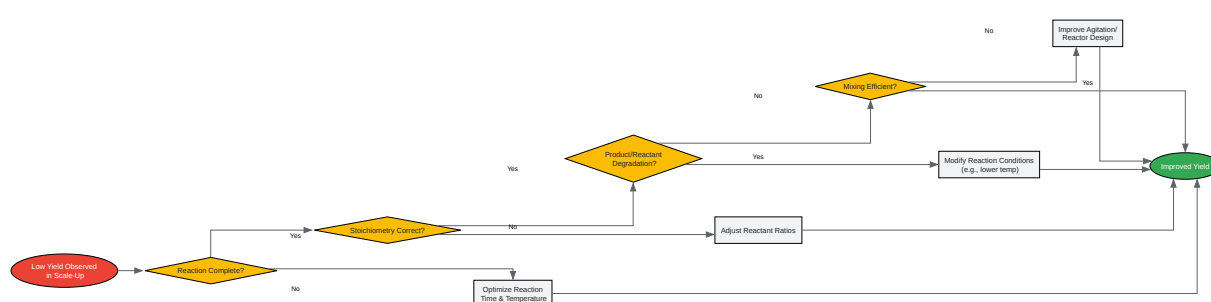 Low Yield Observed
in Scale-Up
Reaction Complete?
Yes
No
Optimize Reaction
Time & Temperature
Stoichiometry Correct?
Yes
No
Adjust Reactant Ratios
Product/Reactant
Degradation?
No
Yes
Modify Reaction Conditions
(e.g., lower temp)
Mixing Efficient?
No
Yes
Improve Agitation/
Reactor Design
Improved Yield